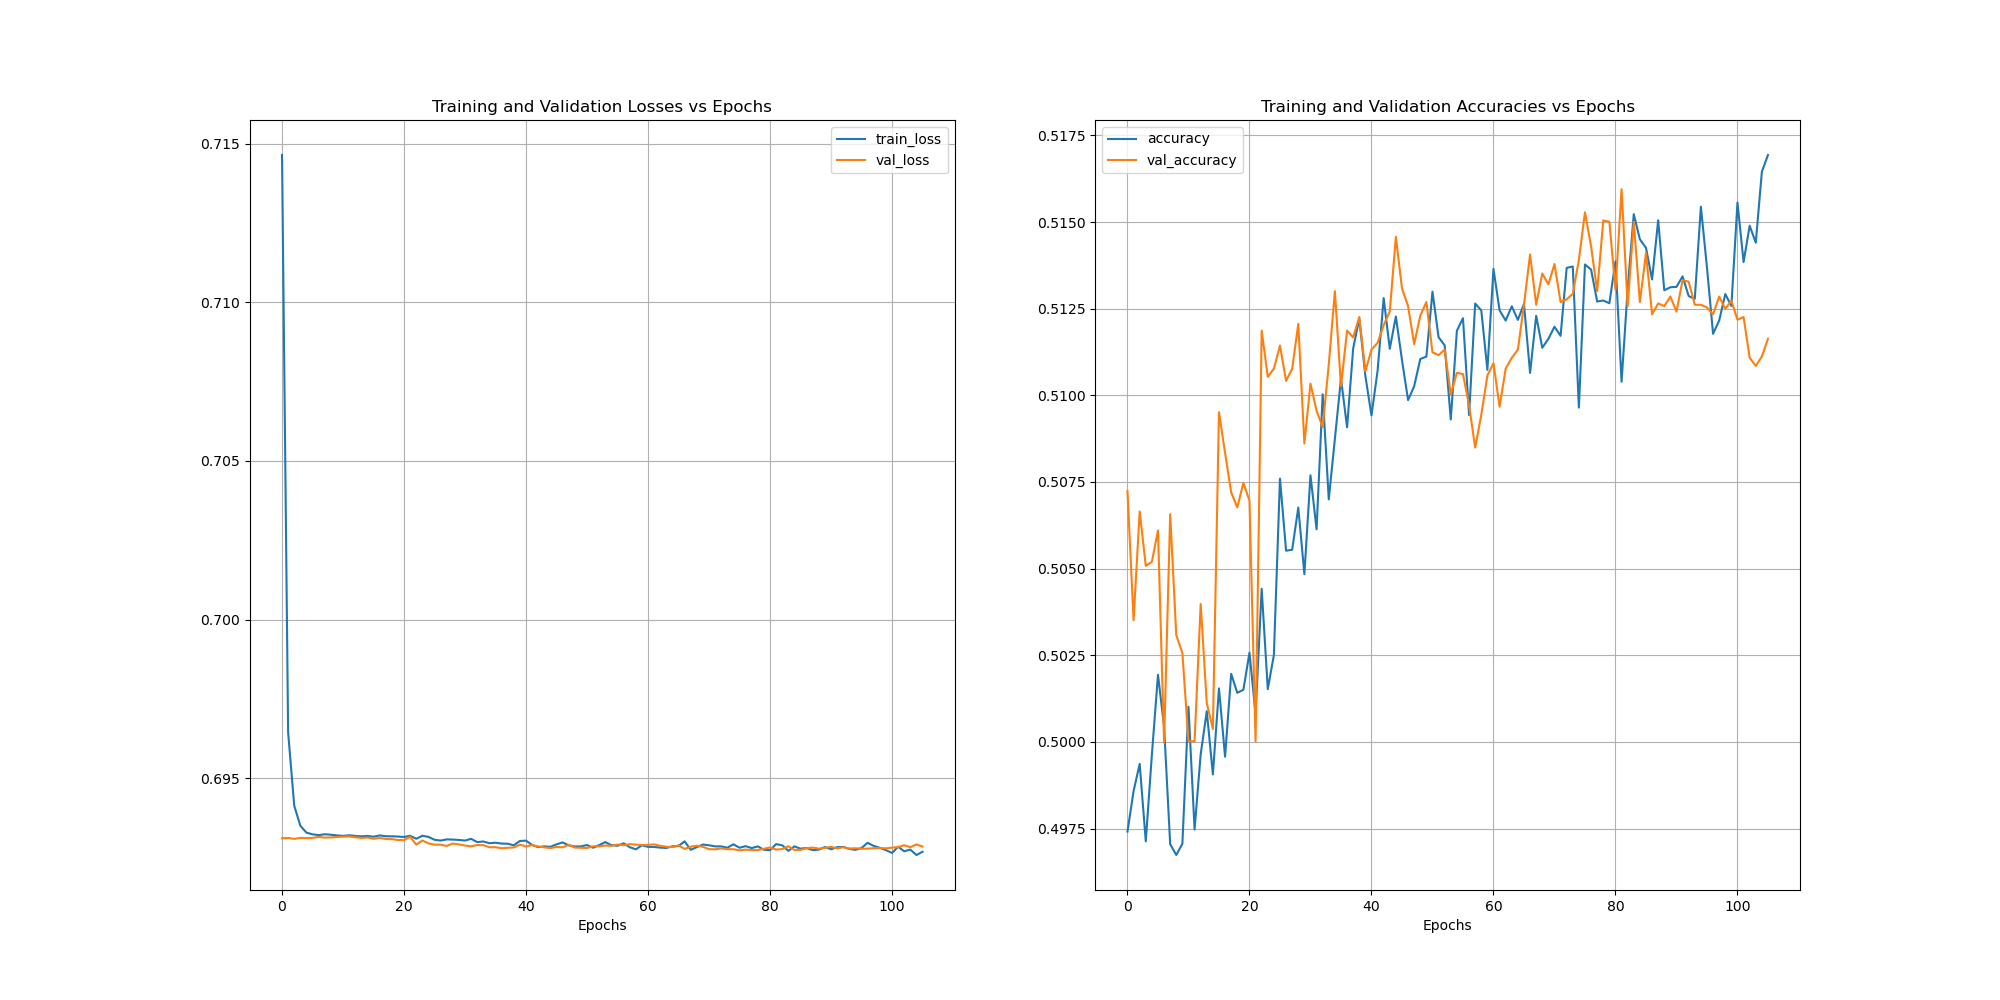 Training and Validation Losses vs Epochs
train_loss
val_loss
0.715
0.710
0.705
0.700
0.695
0 20 40 60 80 100
Epochs
Training and Validation Accuracies vs Epochs
accuracy
val_accuracy
0.5175
0.5150
0.5125
0.5100
0.5075
0.5050
0.5025
0.5000
0.4975
0 20 40 60 80 100
Epochs